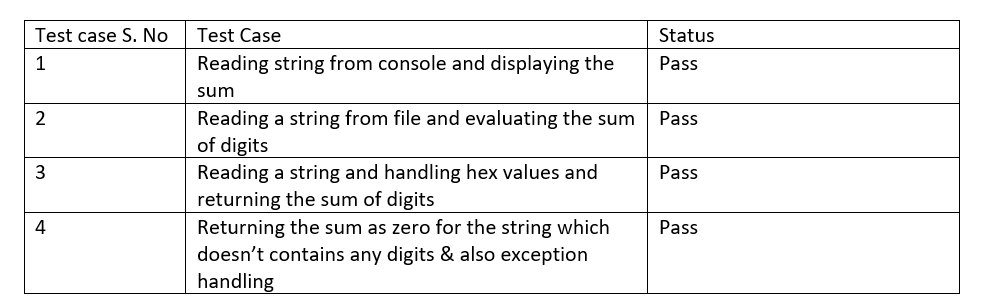 Test case S. No Test Case Status
1 Reading string from console and displaying the Pass
sum
2 Reading a string from file and evaluating the sum Pass
of digits
3 Reading a string and handling hex values and Pass
returning the sum of digits
4 Returning the sum as zero for the string which Pass
doesn’t contains any digits & also exception
handling